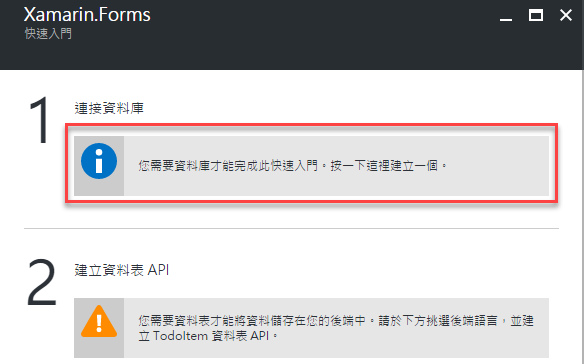 Xamarin.Forms
快速入門
1
連接資料庫
您需要資料庫才能完成此快速入門。按一下這裡建立一個。
2
建立資料表 API
您需要資料表才能將資料儲存在您的後端中。請於下方挑選後端語言，並建
立 TodoItem 資料表 API。